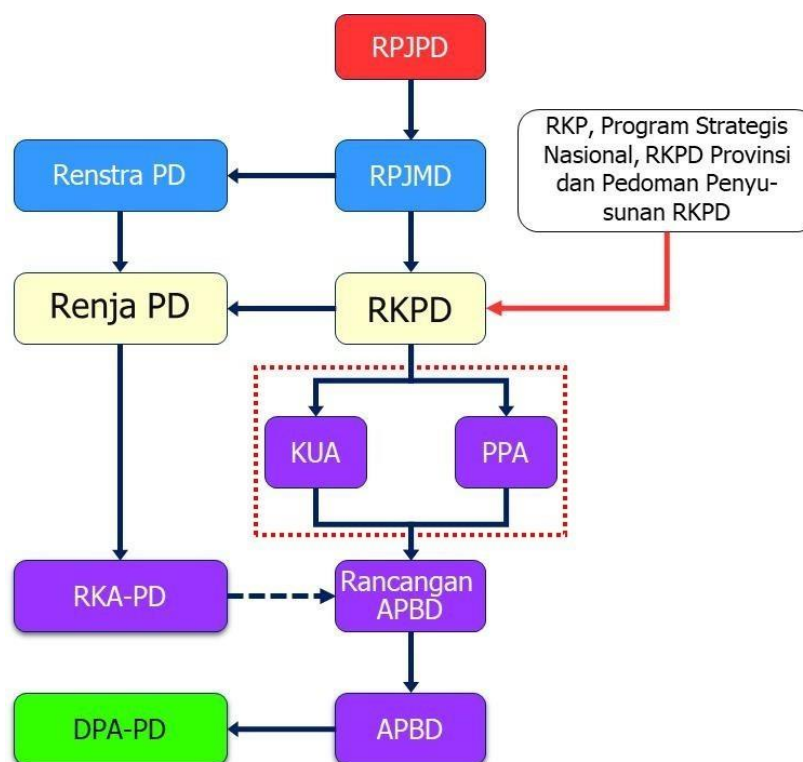 RPJPD
RKP, Program Strategis
Nasional, RKPD Provinsi
dan Pedoman Penyu-
sunan RKPD
Renstra PD
RPJMD
Renja PD
RKPD
KUA
PPA
RKA-PD
Rancangan
APBD
DPA-PD
APBD